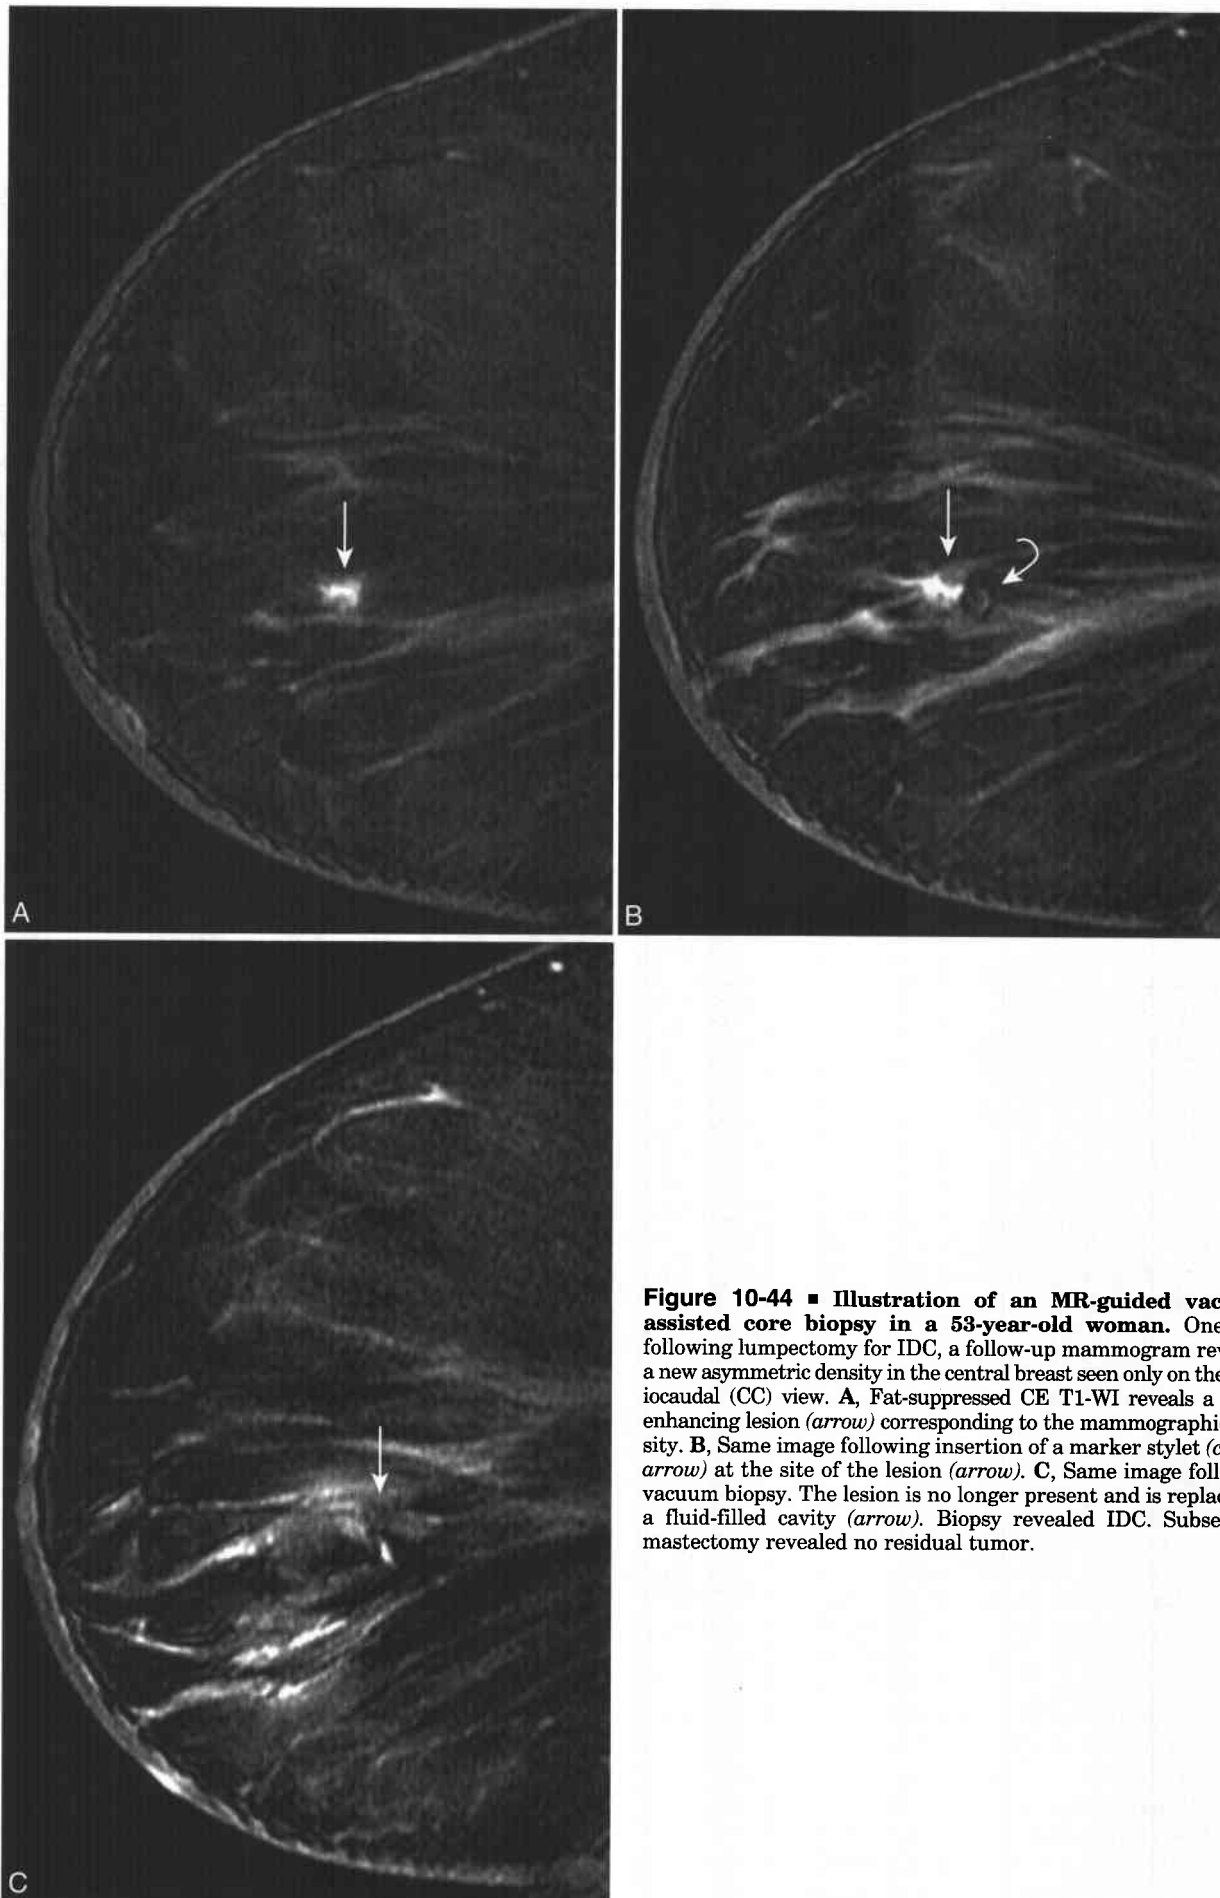 A
B
C
Figure 10-44 ■ Illustration of an MR-guided vac
assisted core biopsy in a 53-year-old woman. One
following lumpectomy for IDC, a follow-up mammogram rev
a new asymmetric density in the central breast seen only on the
iocaudal (CC) view. A, Fat-suppressed CE T1-WI reveals a
enhancing lesion (arrow) corresponding to the mammographi
sity. B, Same image following insertion of a marker stylet (c
arrow) at the site of the lesion (arrow). C, Same image foll
vacuum biopsy. The lesion is no longer present and is replac
a fluid-filled cavity (arrow). Biopsy revealed IDC. Subse
mastectomy revealed no residual tumor.